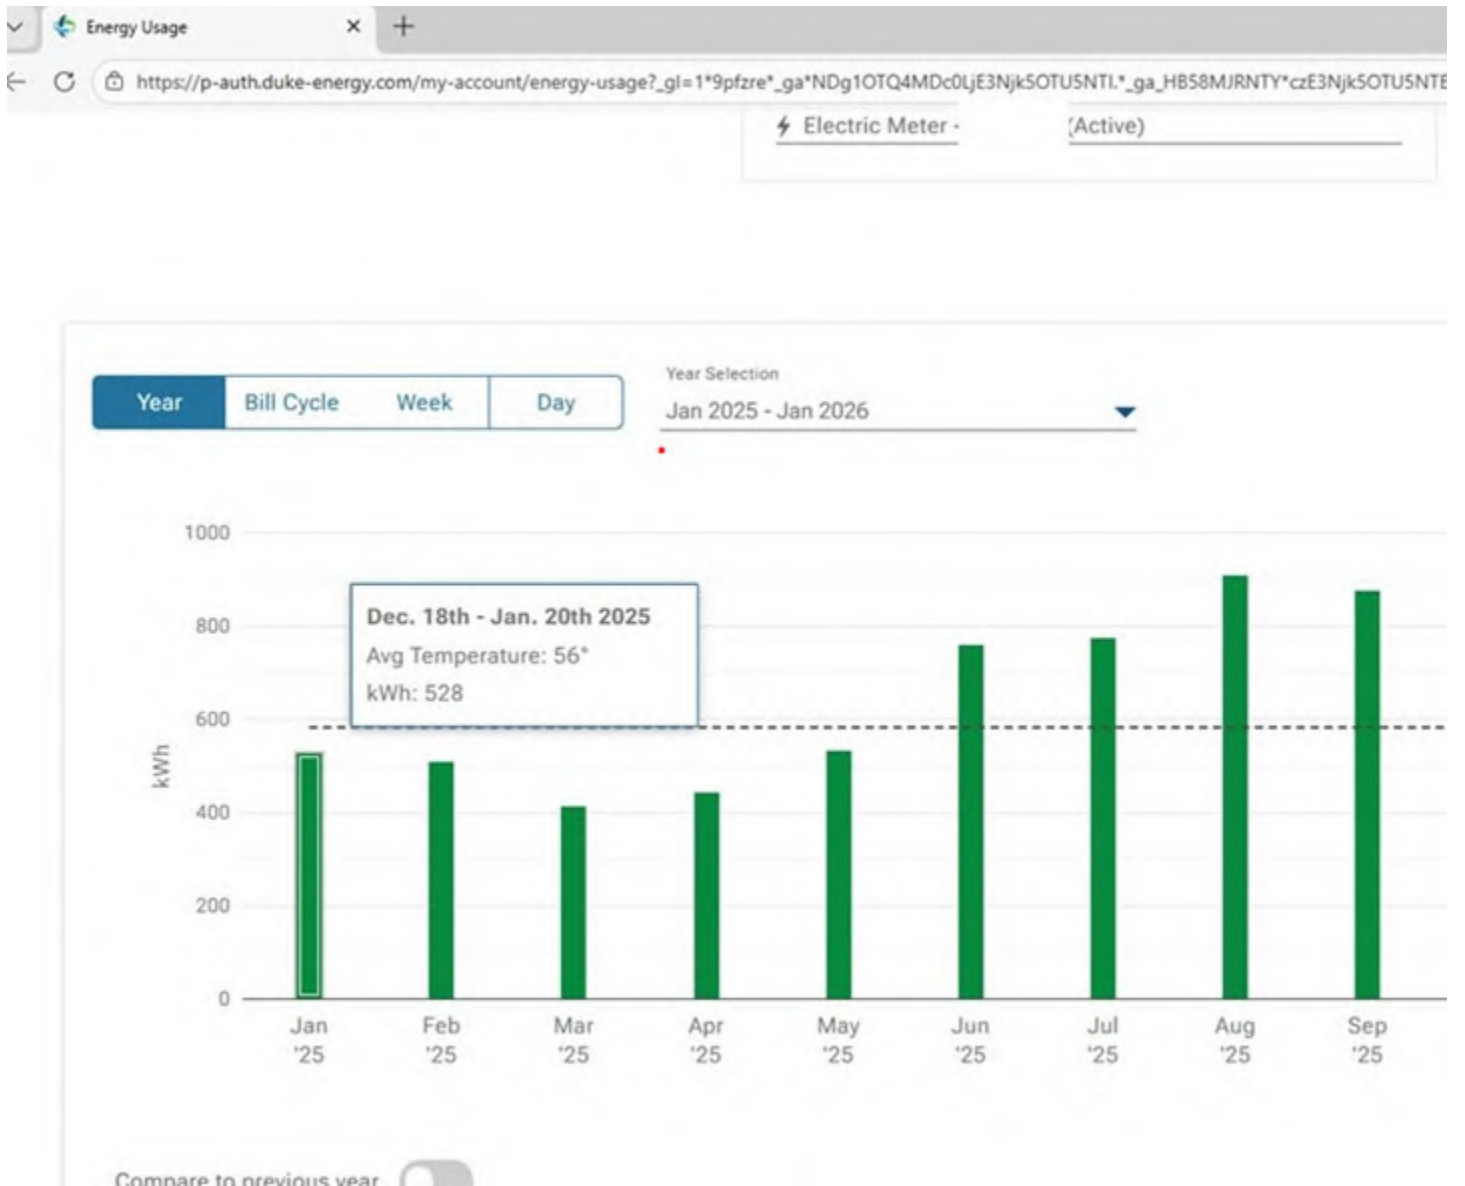 Energy Usage
https://p-auth.duke-energy.com/my-account/energy-usage?_gl=1*9pfzre*_ga*NDg1OTQ4MDc0LjE3Njk5OTU5NTI.*_ga_HB58MJRNTY*czE3Njk5OTU5NTE
Electric Meter - (Active)
Year Bill Cycle Week Day
Year Selection
Jan 2025 - Jan 2026
1000
800
600
400
200
0
kWh
Dec. 18th - Jan. 20th 2025
Avg Temperature: 56°
kWh: 528
Jan Feb Mar Apr May Jun Jul Aug Sep
'25 '25 '25 '25 '25 '25 '25 '25 '25
Compare to previous year